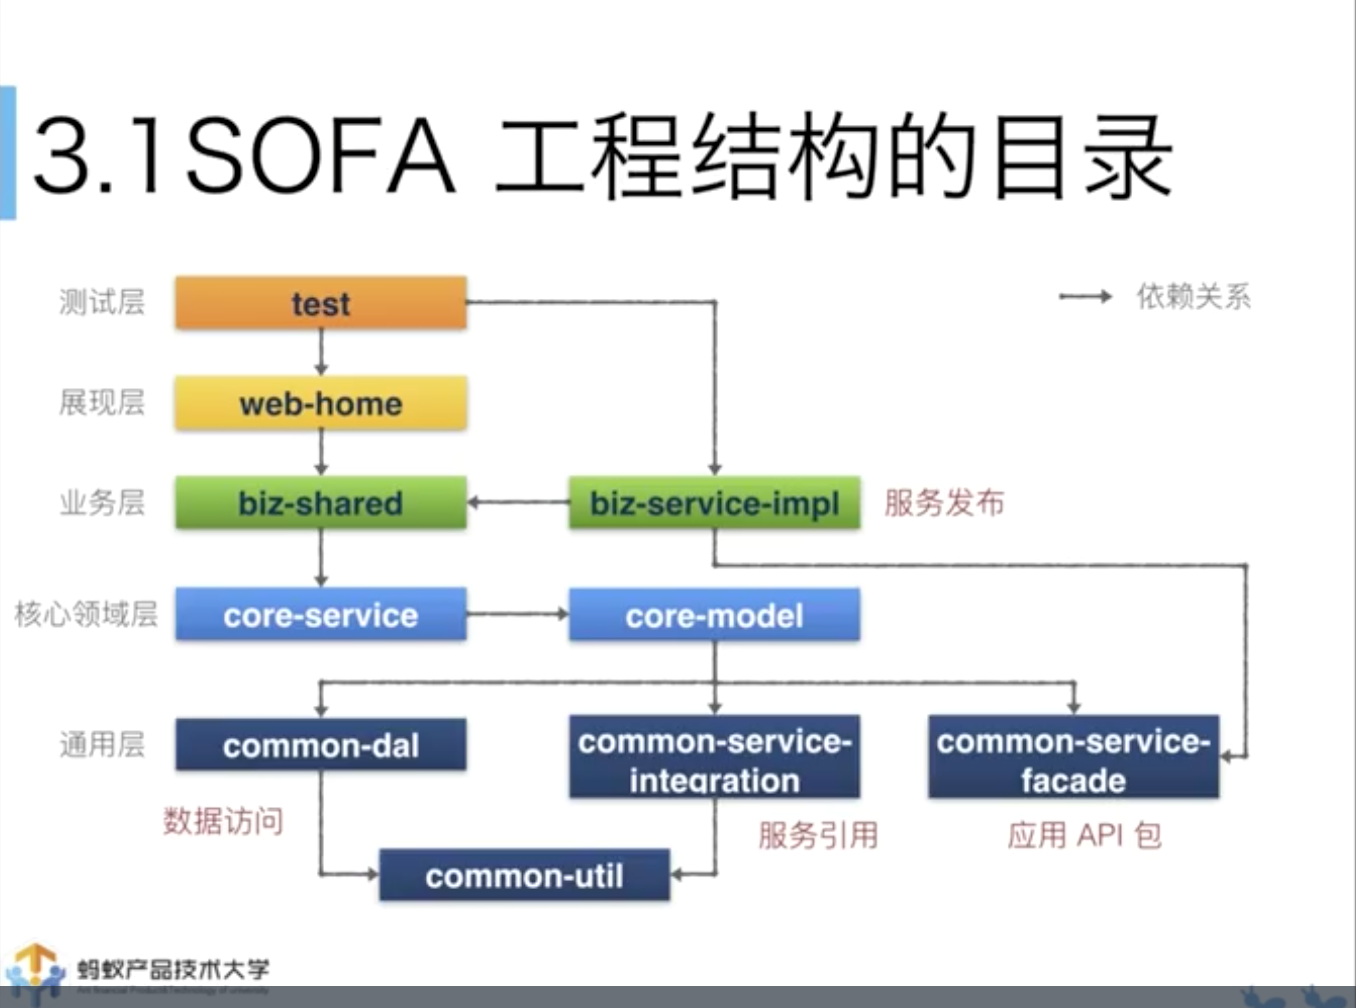 3.1SOFA 工程结构的目录
测试层
test
依赖关系
展现层
web-home
业务层
biz-shared
biz-service-impl
服务发布
核心领域层
core-service
core-model
通用层
common-dal
common-service-
integration
common-service-
facade
数据访问
服务引用
应用 API 包
common-util
蚂蚁产品技术大学